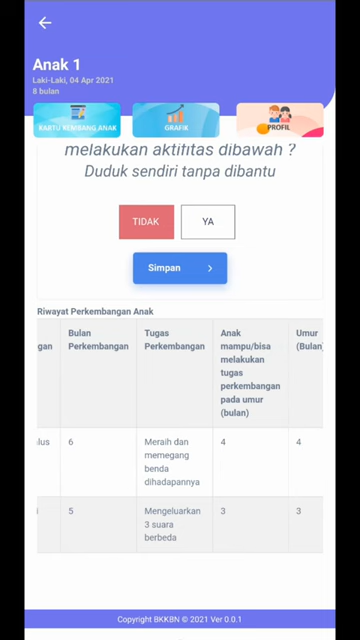 Anak 1
Laki-Laki, 04 Apr 2021
8 bulan
KARTU KEMBANG ANAK
GRAFIK
PROFIL
melakukan aktifitas dibawah ?
Duduk sendiri tanpa dibantu
TIDAK
YA
Simpan
Riwayat Perkembangan Anak
gan
Bulan
Perkembangan
Tugas
Perkembangan
Anak
mampu/bisa
melakukan
tugas
perkembangan
pada umur
(bulan)
Umur
(Bulan)
lus
6
Meraih dan
memegang
benda
dihadapannya
4
4
5
Mengeluarkan
3 suara
berbeda
3
3
Copyright BKKBN © 2021 Ver 0.0.1